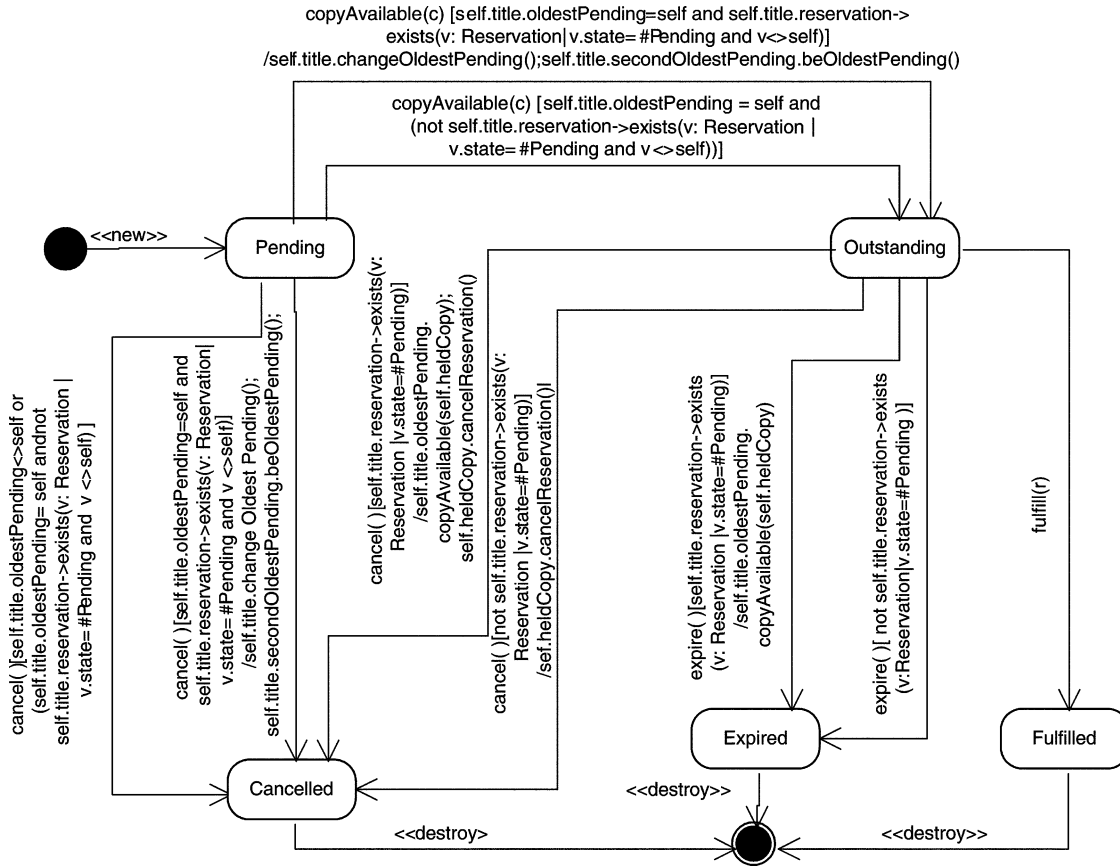 copyAvailable(c) [self.title.oldestPending=self and self.title.reservation->
exists(v: Reservation|v.state=#Pending and v<>self)]
/self.title.changeOldestPending();self.title.secondOldestPending.beOldestPending()
copyAvailable(c) [self.title.oldestPending = self and
(not self.title.reservation->exists(v: Reservation |
v.state=#Pending and v<>self))]
<<new>>
Pending
Outstanding
cancel( )[self.title.oldestPending<>self or
(self.title.oldestPending= self andnot
self.title.reservation->exists(v: Reservation |
v.state=#Pending and v <>self) ]
cancel( )[self.title.oldestPending=self and
self.title.reservation->exists(v: Reservation|
v.state=#Pending and v <>self)]
/self.title.change Oldest Pending();
self.title.secondOldestPending.beOldestPending();
cancel( )[self.title.reservation->exists(v:
Reservation |v.state=#Pending)]
/self.title.oldestPending.
copyAvailable(self.heldCopy);
self.heldCopy.cancelReservation()
cancel( )[not self.title.reservation->exists(v:
Reservation |v.state=#Pending)]
/self.heldCopy.cancelReservation()l
expire( )[self.title.reservation->exists
(v: Reservation |v.state=#Pending)]
/self.title.oldestPending.
copyAvailable(self.heldCopy)
expire( )[ not self.title.reservation->exists
(v:Reservation|v.state=#Pending )]
fulfill(r)
Expired
Fulfilled
Cancelled
<<destroy>>
<<destroy>
<<destroy>>